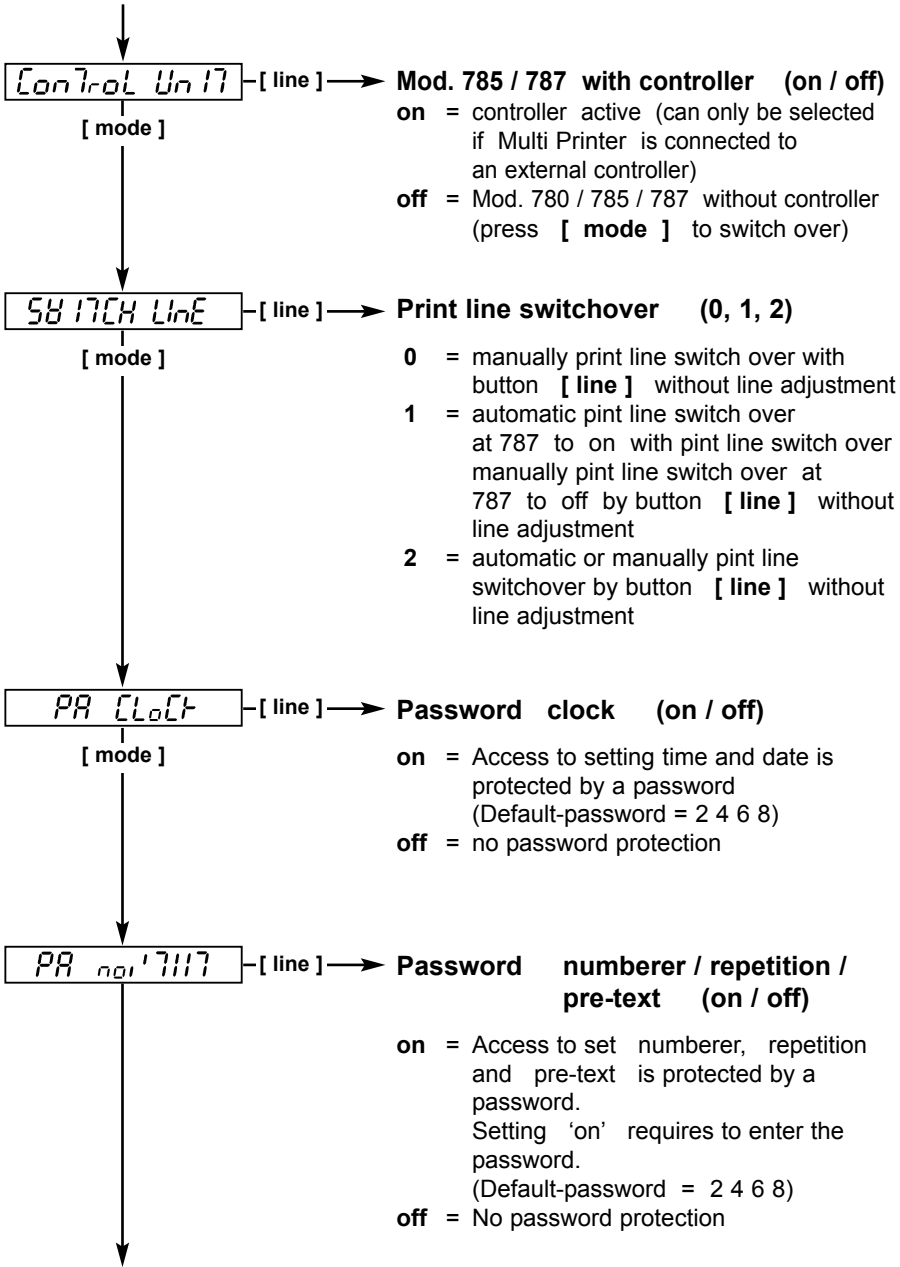 ConTroL UnIT [ line ] Mod. 785 / 787 with controller (on / off)
[ mode ]
on = controller active (can only be selected
if Multi Printer is connected to
an external controller)
off = Mod. 780 / 785 / 787 without controller
(press [ mode ] to switch over)
SWITCH LinE [ line ] Print line switchover (0, 1, 2)
[ mode ]
0 = manually print line switch over with
button [ line ] without line adjustment
1 = automatic pint line switch over
at 787 to on with pint line switch over
manually pint line switch over at
787 to off by button [ line ] without
line adjustment
2 = automatic or manually pint line
switchover by button [ line ] without
line adjustment
PA CLoCk [ line ] Password clock (on / off)
[ mode ]
on = Access to setting time and date is
protected by a password
(Default-password = 2 4 6 8)
off = no password protection
PA [ line ] Password numberer / repetition /
pre-text (on / off)
on = Access to set numberer, repetition
and pre-text is protected by a
password.
Setting ‘on’ requires to enter the
password.
(Default-password = 2 4 6 8)
off = No password protection